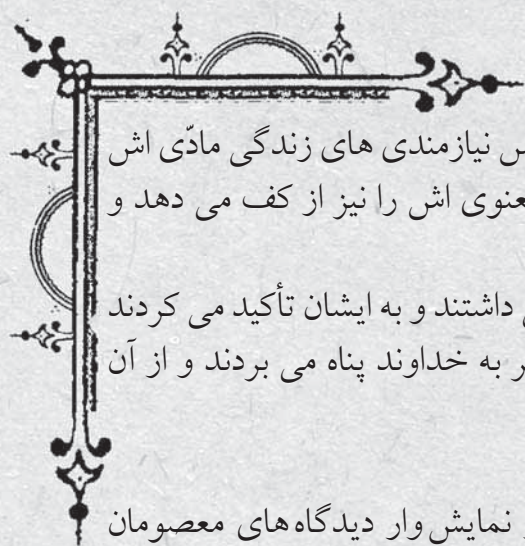 س نیازمندی های زندگی مادّی اش
معنوی اش را نیز از کف می دهد و
ی داشتند و به ایشان تأکید می کردند
ر به خداوند پناه می بردند و از آن
نمایش وار دیدگاه‌های معصومان